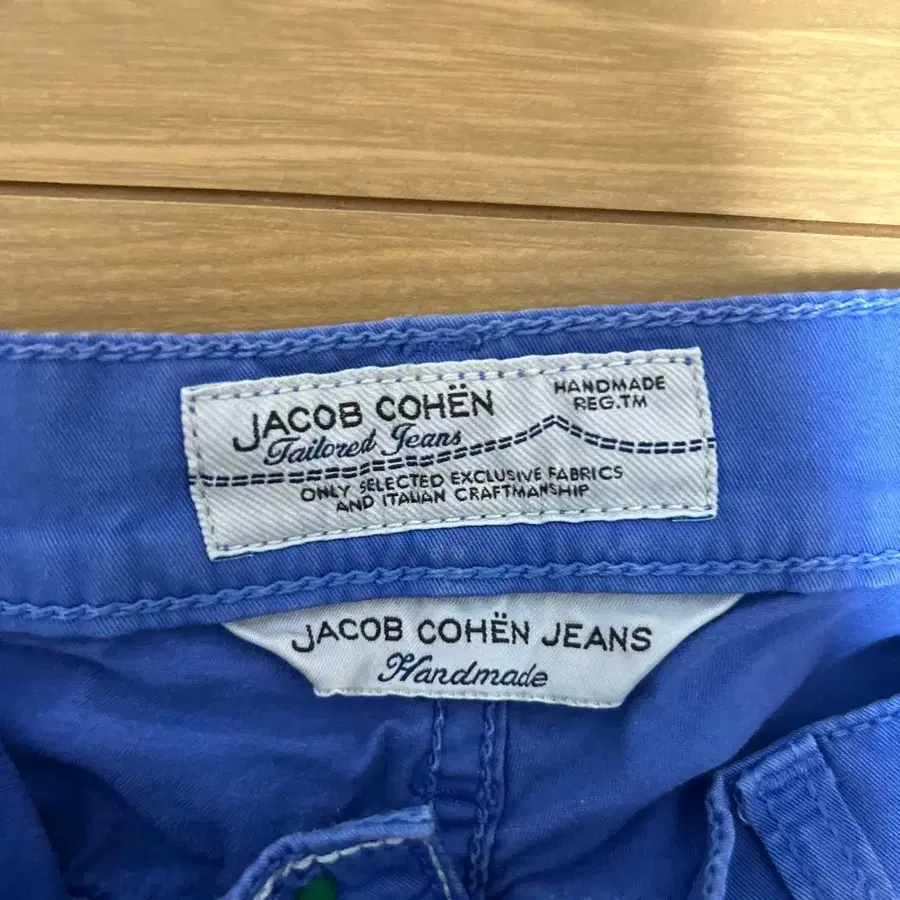 JACOB COHËN
Tailored Jeans
HANDMADE
REG.TM
ONLY SELECTED EXCLUSIVE FABRICS
AND ITALIAN CRAFTMANSHIP
JACOB COHËN JEANS
Handmade